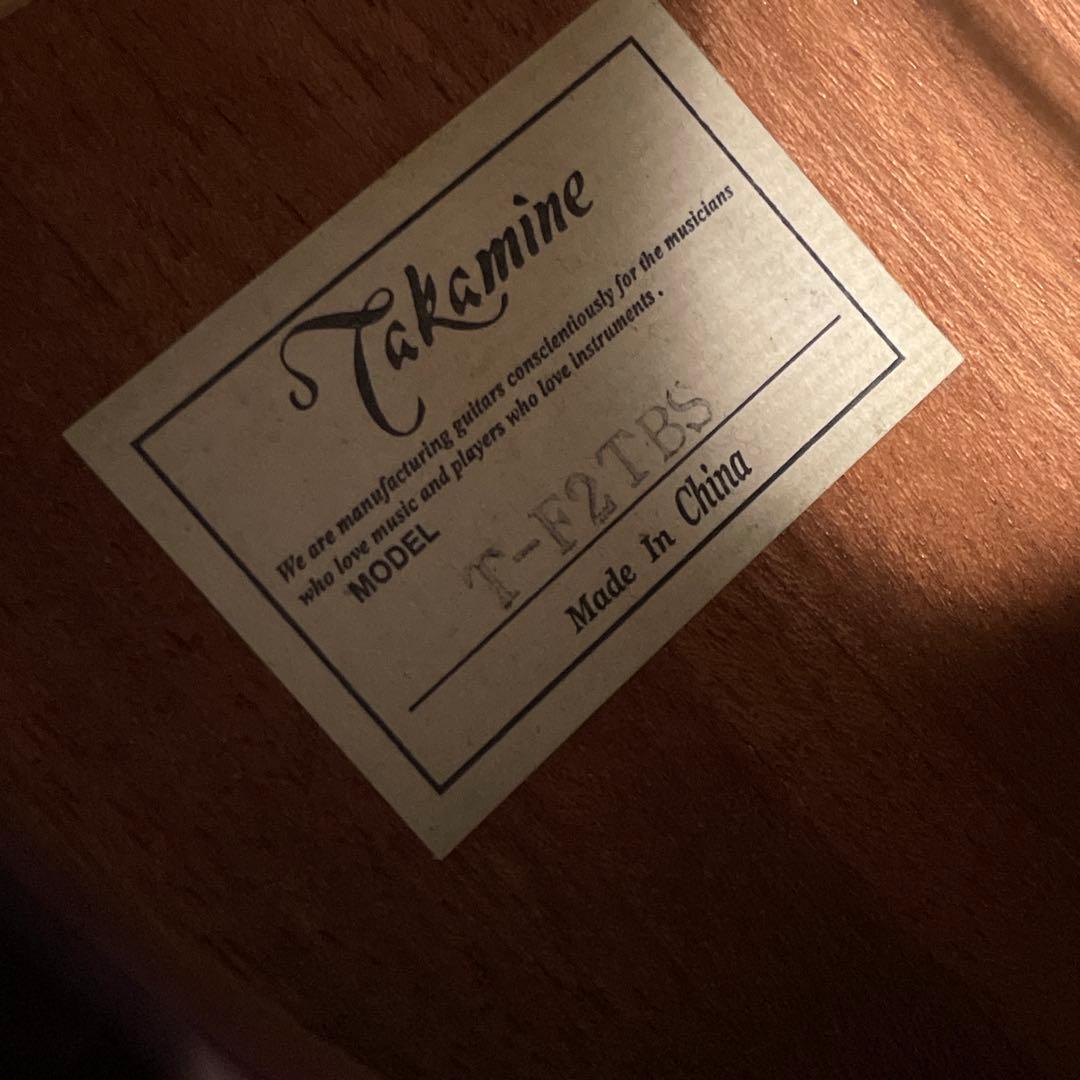 Takamine
We are manufacturing guitars conscientiously for the musicians
who love music and players who love instruments.
MODEL T-F2TBS
Made In China